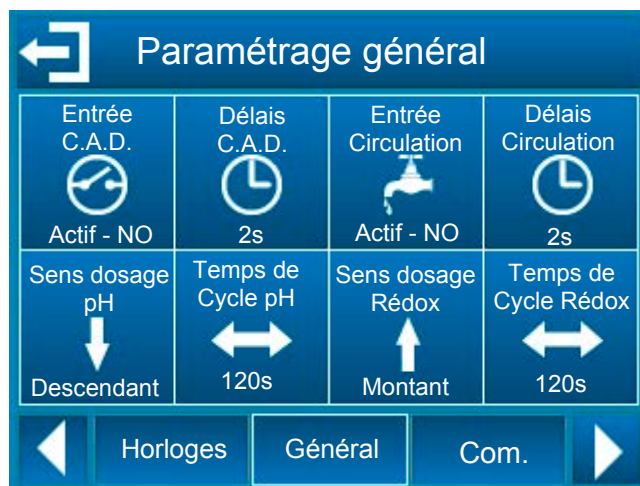 Paramétrage général
Entrée
C.A.D.
Actif - NO
Délais
C.A.D.
2s
Entrée
Circulation
Actif - NO
Délais
Circulation
2s
Sens dosage
pH
Descendant
Temps de
Cycle pH
120s
Sens dosage
Rédox
Montant
Temps de
Cycle Rédox
120s
Horloges
Général
Com.